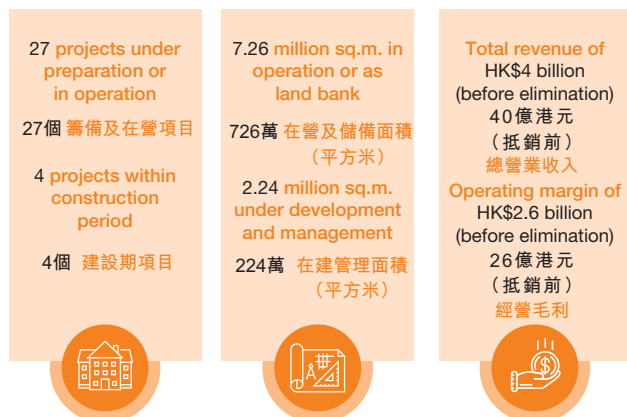 27 projects under
preparation or
in operation
27個 籌備及在營項目
4 projects within
construction
period
4個 建設期項目
7.26 million sq.m. in
operation or as
land bank
726萬 在營及儲備面積
（平方米）
2.24 million sq.m.
under development
and management
224萬 在建管理面積
（平方米）
Total revenue of
HK$4 billion
(before elimination)
40億港元
（抵銷前）
總營業收入
Operating margin of
HK$2.6 billion
(before elimination)
26億港元
（抵銷前）
經營毛利